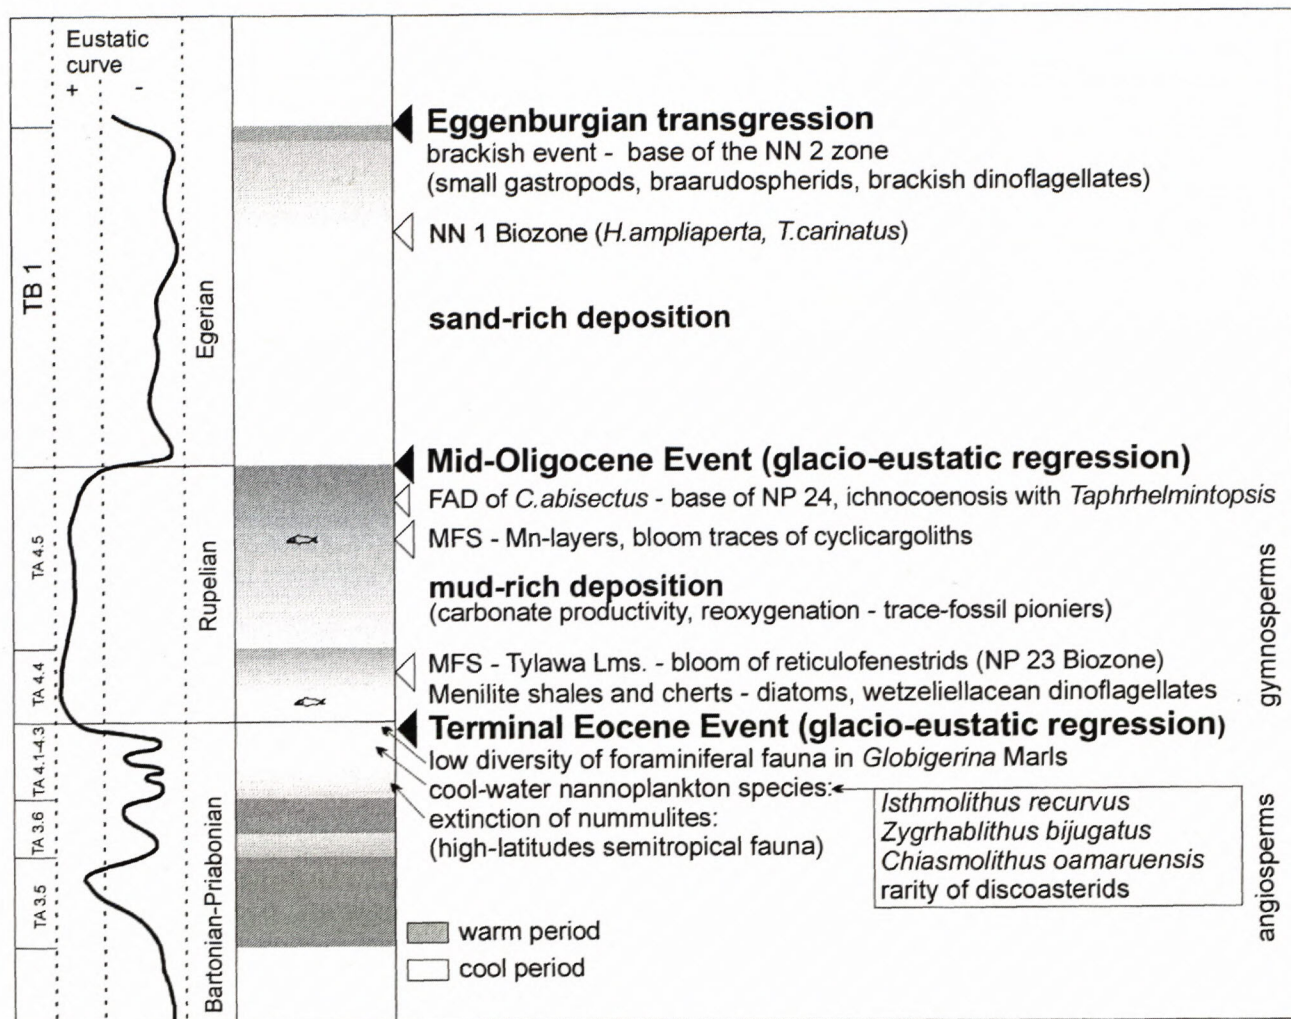 Eustatic
curve
+ -
Eggenburgian transgression
brackish event - base of the NN 2 zone
(small gastropods, braarudospherids, brackish dinoflagellates)
NN 1 Biozone (H.ampliaperta, T.carinatus)
TB 1
Egerian
sand-rich deposition
Mid-Oligocene Event (glacio-eustatic regression)
FAD of C.abisectus - base of NP 24, ichnocoenosis with Taphrhelmintopsis
MFS - Mn-layers, bloom traces of cyclicargoliths
TA 4.5
Rupelian
mud-rich deposition
(carbonate productivity, reoxygenation - trace-fossil pioniers)
gymnosperms
TA 4.4
MFS - Tylawa Lms. - bloom of reticulofenestrids (NP 23 Biozone)
Menilite shales and cherts - diatoms, wetzeliellacean dinoflagellates
Terminal Eocene Event (glacio-eustatic regression)
low diversity of foraminiferal fauna in Globigerina Marls
TA 4.1-4.3
cool-water nannoplankton species:
Isthmolithus recurvus
Zygrhablithus bijugatus
Chiasmolithus oamaruensis
rarity of discoasterids
extinction of nummulites:
(high-latitudes semitropical fauna)
TA 3.6
TA 3.5
Bartonian-Priabonian
angiosperms
warm period
cool period